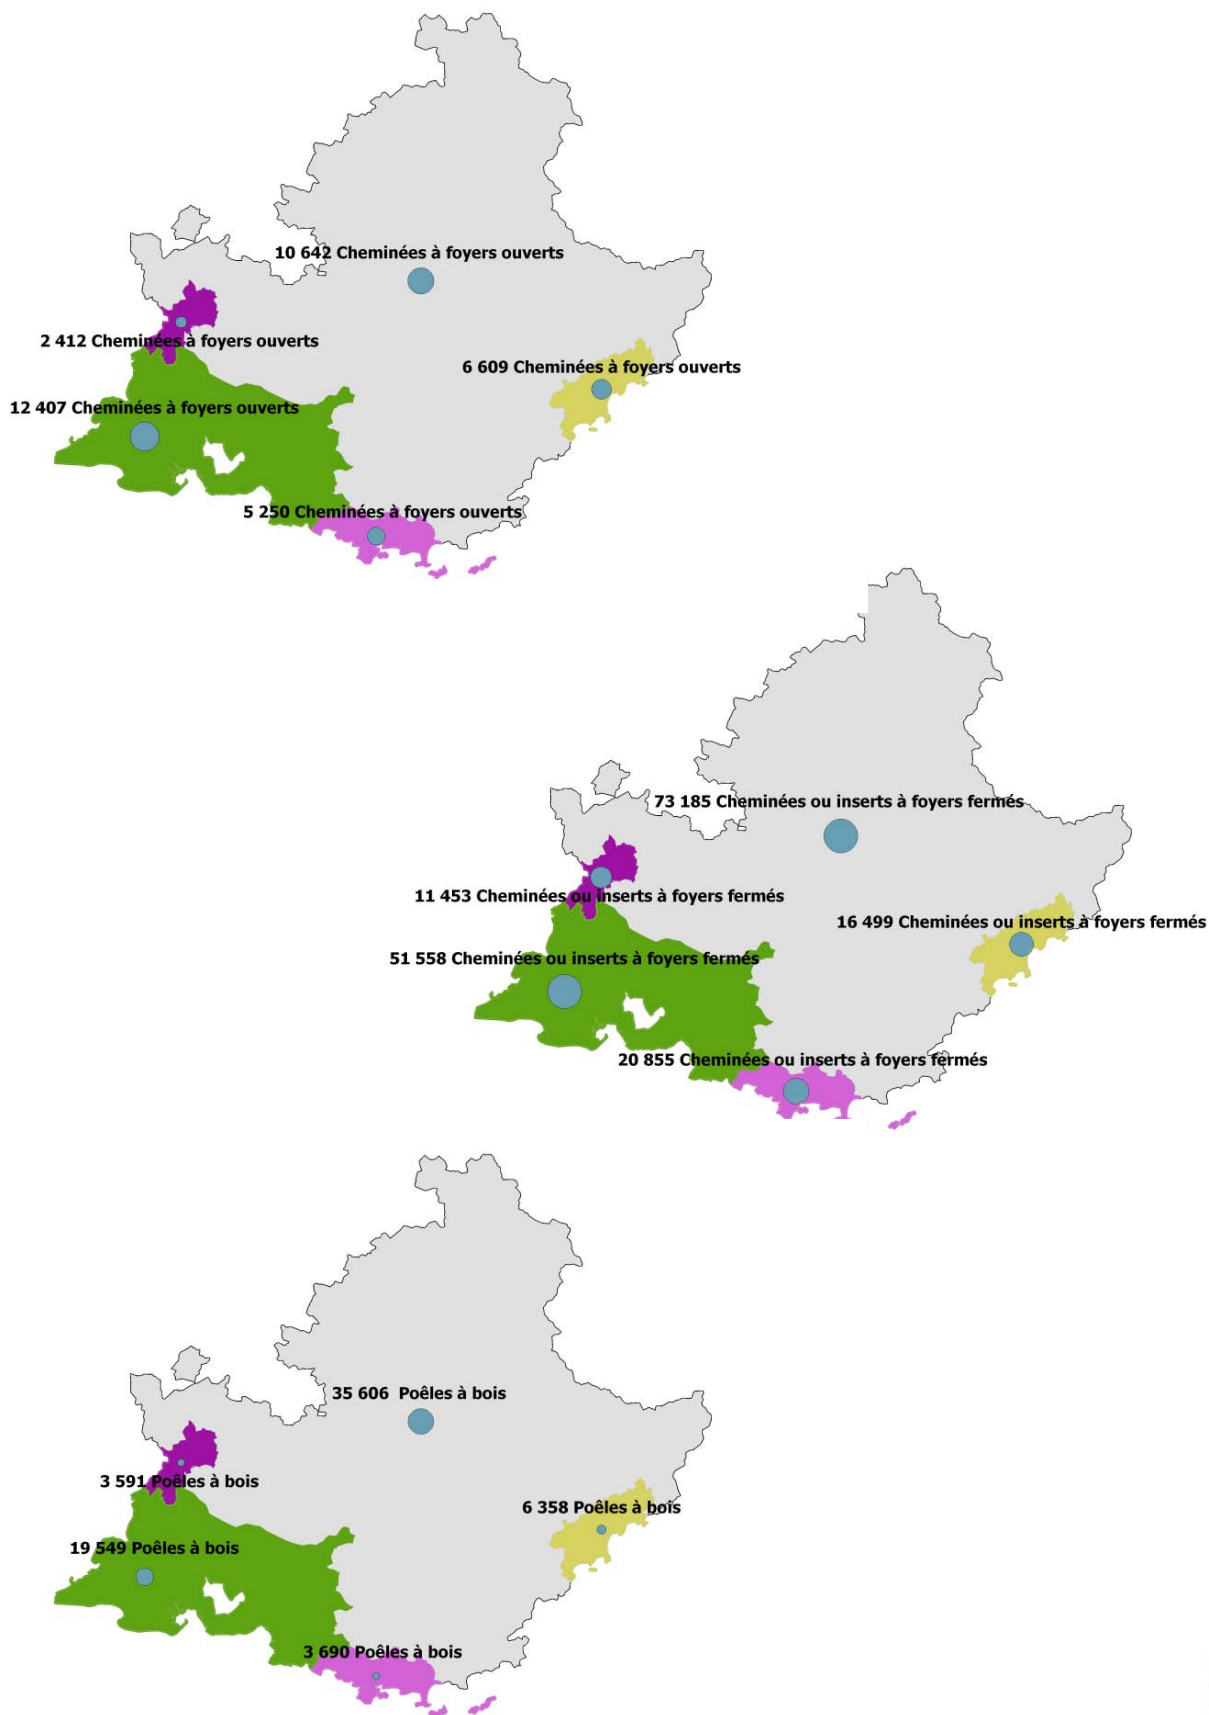 10 642 Cheminées à foyers ouverts
2 412 Cheminées à foyers ouverts
6 609 Cheminées à foyers ouverts
12 407 Cheminées à foyers ouverts
5 250 Cheminées à foyers ouverts
73 185 Cheminées ou inserts à foyers fermés
11 453 Cheminées ou inserts à foyers fermés
16 499 Cheminées ou inserts à foyers fermés
51 558 Cheminées ou inserts à foyers fermés
20 855 Cheminées ou inserts à foyers fermés
35 606 Poêles à bois
3 591 Poêles à bois
6 358 Poêles à bois
19 549 Poêles à bois
3 690 Poêles à bois